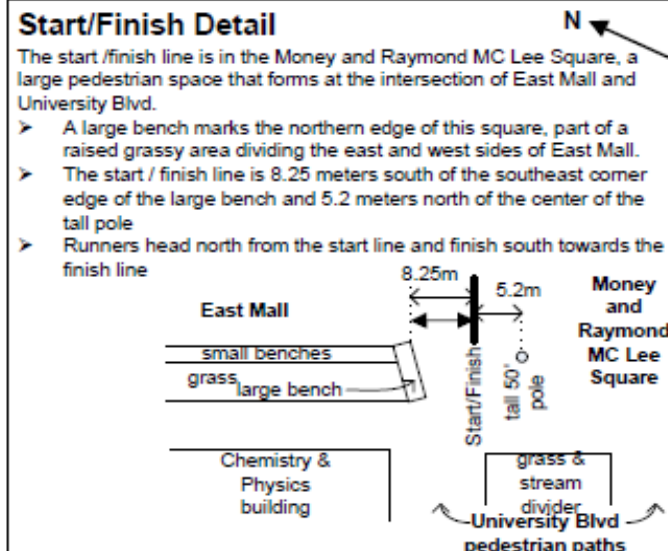 Start/Finish Detail
N
The start /finish line is in the Money and Raymond MC Lee Square, a
large pedestrian space that forms at the intersection of East Mall and
University Blvd.
➢ A large bench marks the northern edge of this square, part of a
raised grassy area dividing the east and west sides of East Mall.
➢ The start / finish line is 8.25 meters south of the southeast corner
edge of the large bench and 5.2 meters north of the center of the
tall pole
➢ Runners head north from the start line and finish south towards the
finish line
8.25m
5.2m
East Mall
Money
and
Raymond
MC Lee
Square
small benches
grass
large bench
Start/Finish
tall 50'
pole
Chemistry &
Physics
building
grass &
stream
divider
University Blvd
pedestrian paths